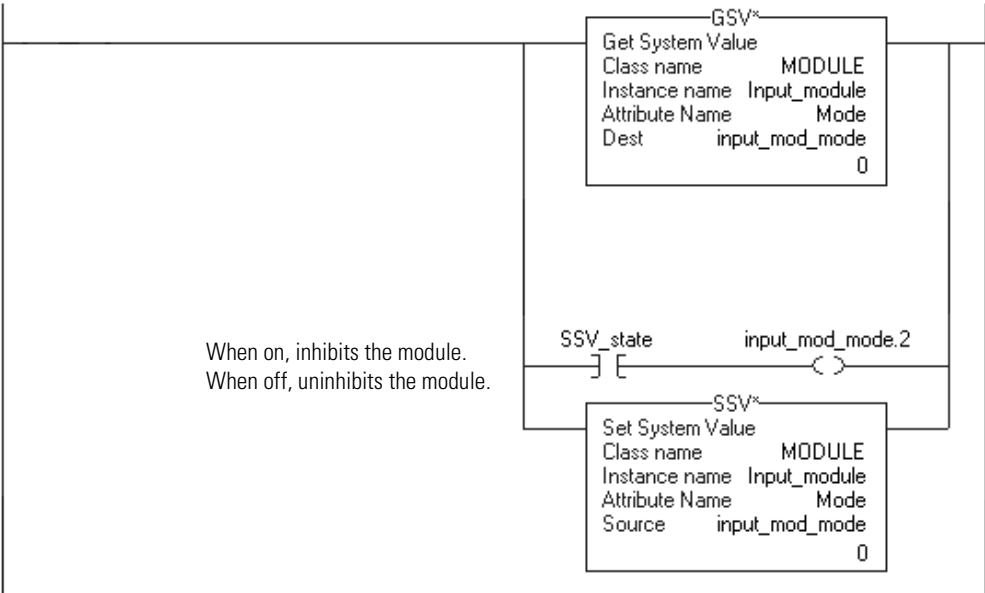 GSV*
Get System Value
Class name MODULE
Instance name Input_module
Attribute Name Mode
Dest input_mod_mode
0
When on, inhibits the module.
When off, uninhibits the module.
SSV_state input_mod_mode.2
SSV*
Set System Value
Class name MODULE
Instance name Input_module
Attribute Name Mode
Source input_mod_mode
0